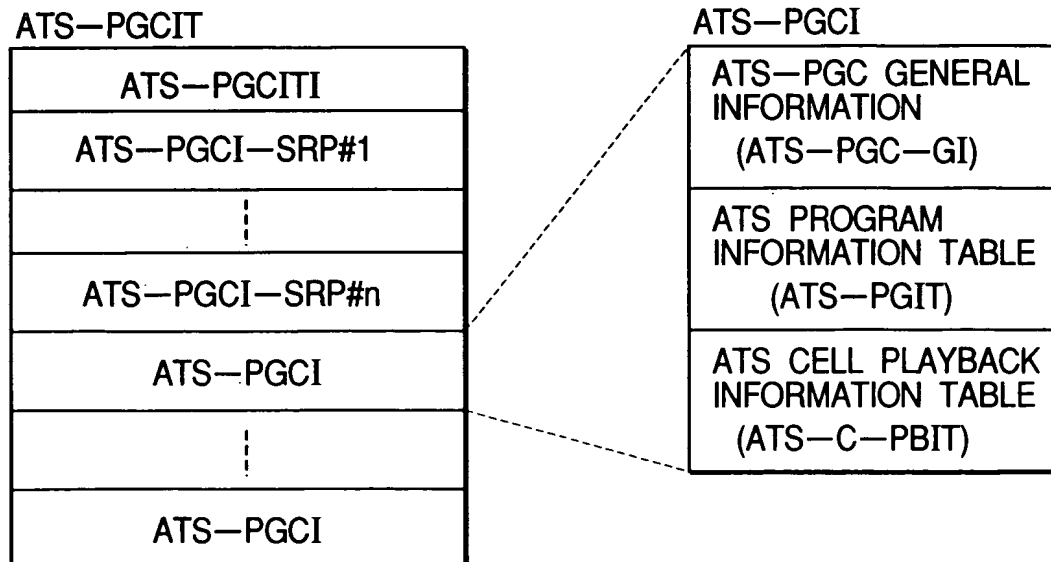 ATS—PGCIT
ATS—PGCITI
ATS—PGCI—SRP#1
ATS—PGCI—SRP#n
ATS—PGCI
ATS—PGCI
ATS—PGCI
ATS—PGC GENERAL
INFORMATION
(ATS—PGC—GI)
ATS PROGRAM
INFORMATION TABLE
(ATS—PGIT)
ATS CELL PLAYBACK
INFORMATION TABLE
(ATS—C—PBIT)